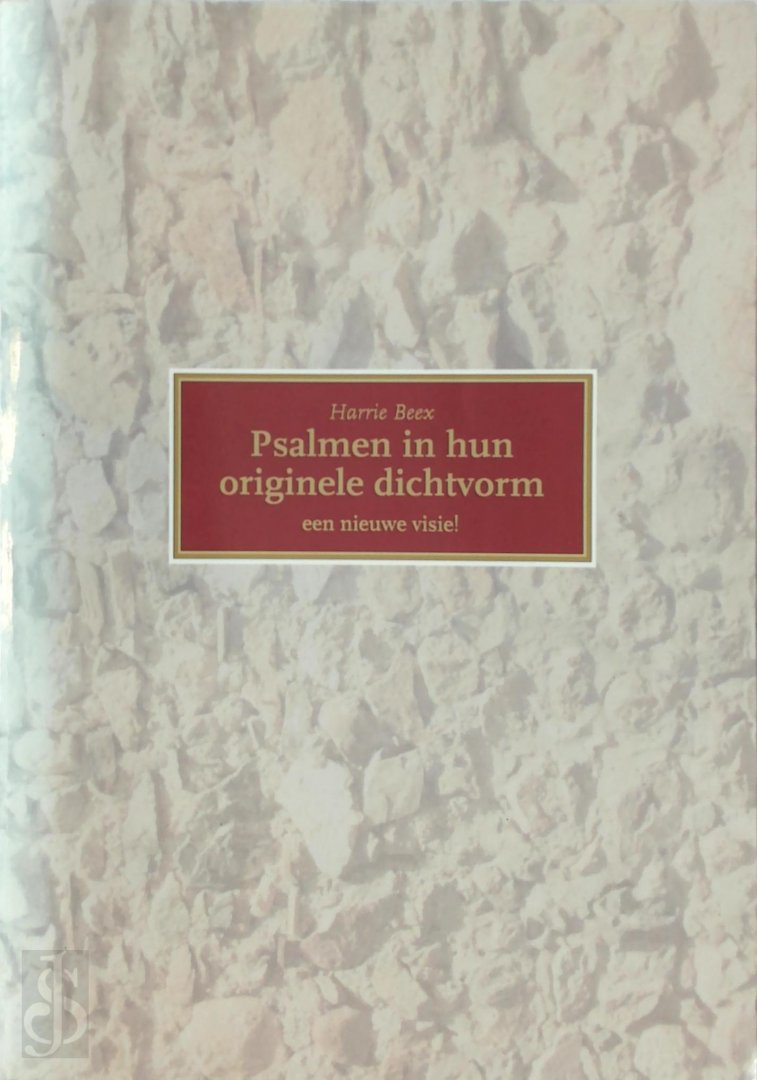 Harrie Beex
Psalmen in hun
originele dichtvorm
een nieuwe visie!